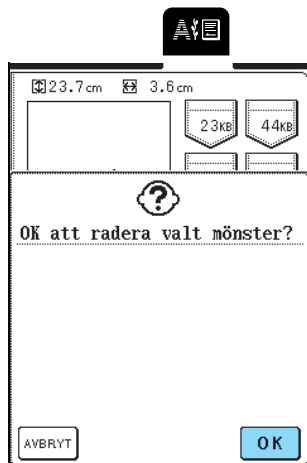 A
23.7cm 3.6cm
23KB 44KB
OK att radera valt mönster?
AVBRYT OK